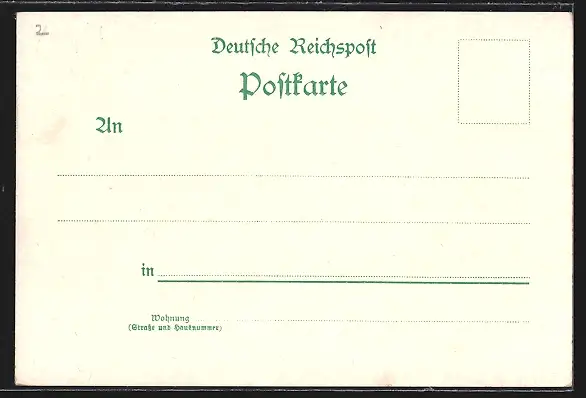 2
Deutsche Reichspost
Postkarte
An
in
Wohnung
(Straße und Hausnummer)